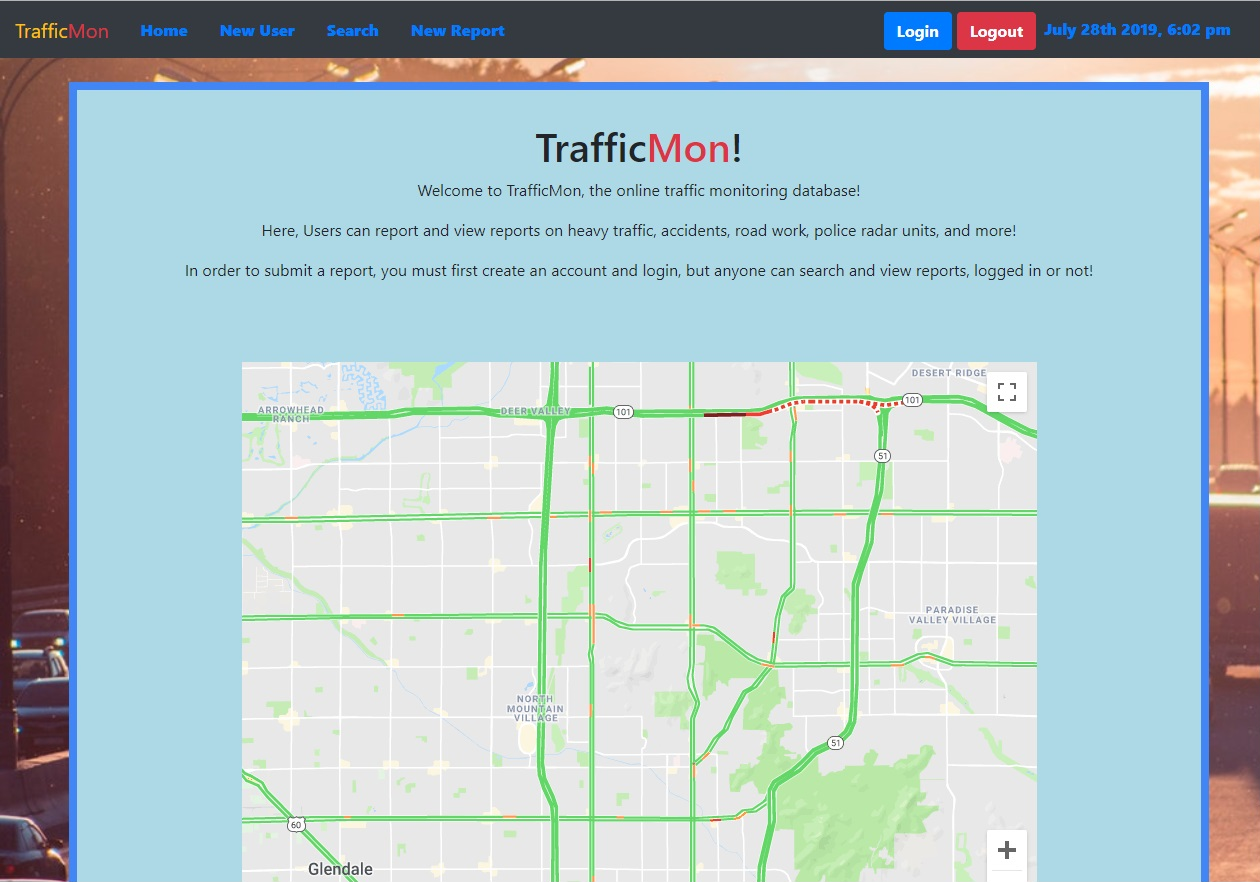 TrafficMon Home New User Search New Report Login Logout July 28th 2019, 6:02 pm
TrafficMon!
Welcome to TrafficMon, the online traffic monitoring database!
Here, Users can report and view reports on heavy traffic, accidents, road work, police radar units, and more!
In order to submit a report, you must first create an account and login, but anyone can search and view reports, logged in or not!
DESERT RIDGE
101
ARROWHEAD
RANCH
DEER VALLEY
101
51
PARADISE
VALLEY VILLAGE
NORTH
MOUNTAIN
VILLAGE
51
60
+
Glendale